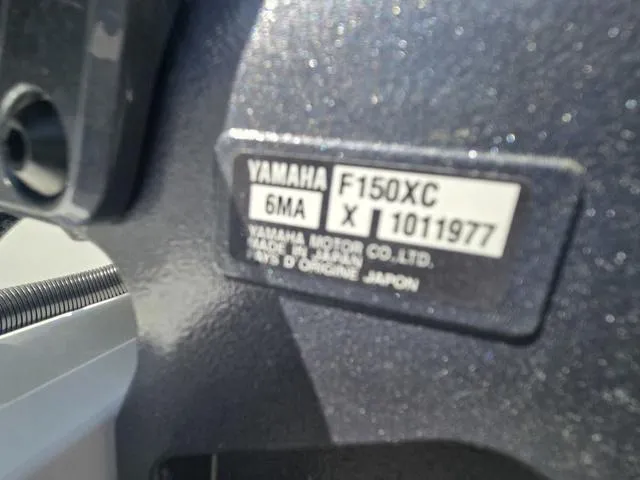 YAMAHA F150XC
6MA X 1011977
YAMAHA MOTOR CO.,LTD.
MADE IN JAPAN
PAYS D'ORIGINE JAPON